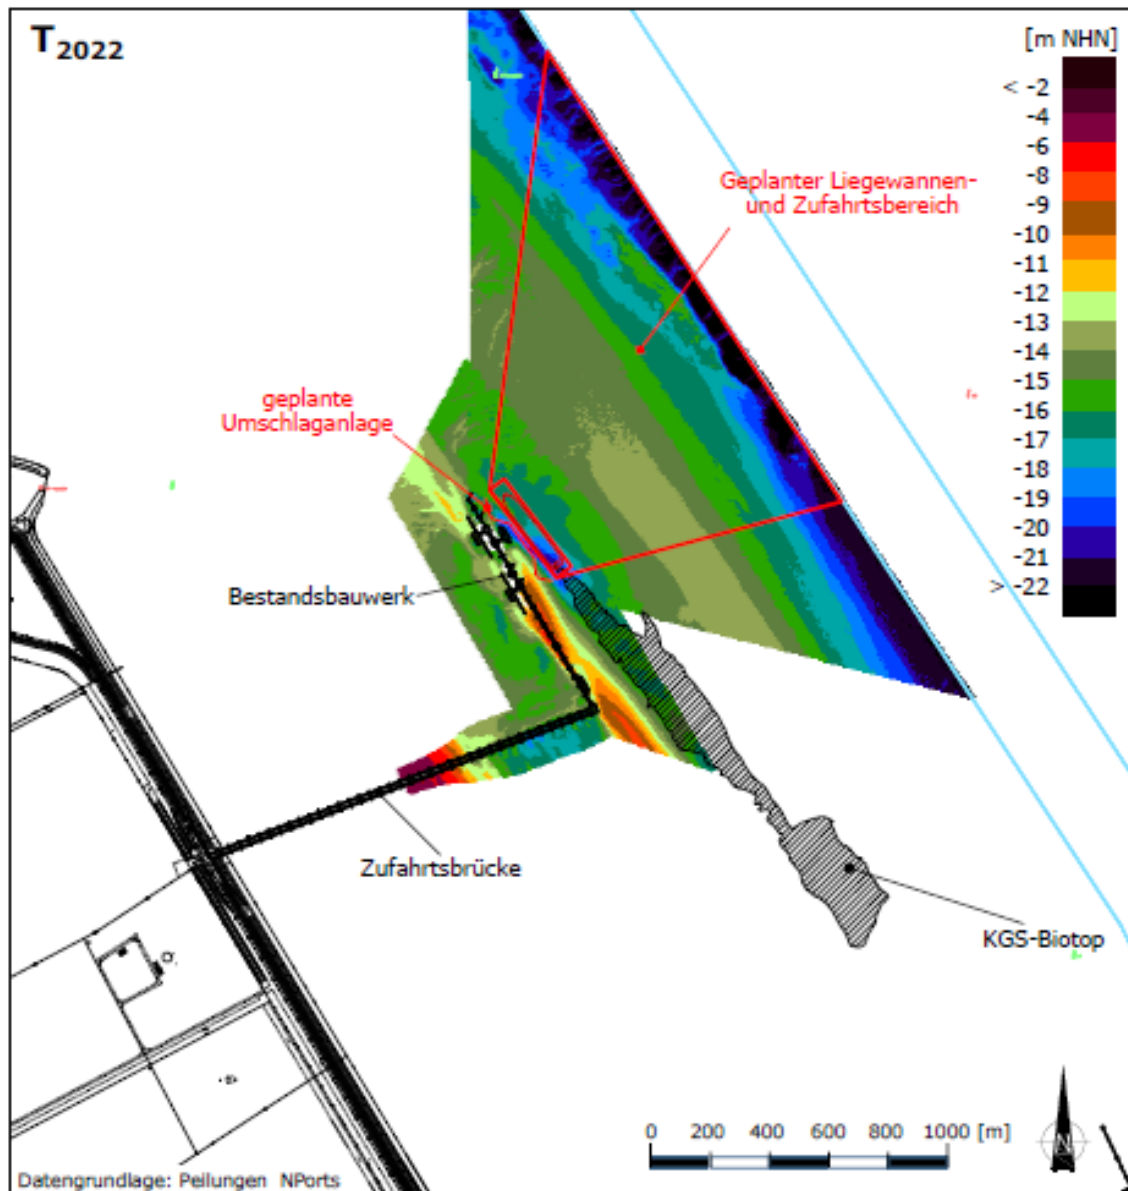 T2022
[m NHN]
< -2
-4
-6
-8
-9
-10
-11
-12
-13
-14
-15
-16
-17
-18
-19
-20
-21
> -22
Geplanter Liegewannen-
und Zufahrtsbereich
geplante
Umschlaganlage
Bestandsbauwerk
Zufahrtsbrücke
KGS-Biotop
0 200 400 600 800 1000 [m]
N
Datengrundlage: Peilungen NPorts